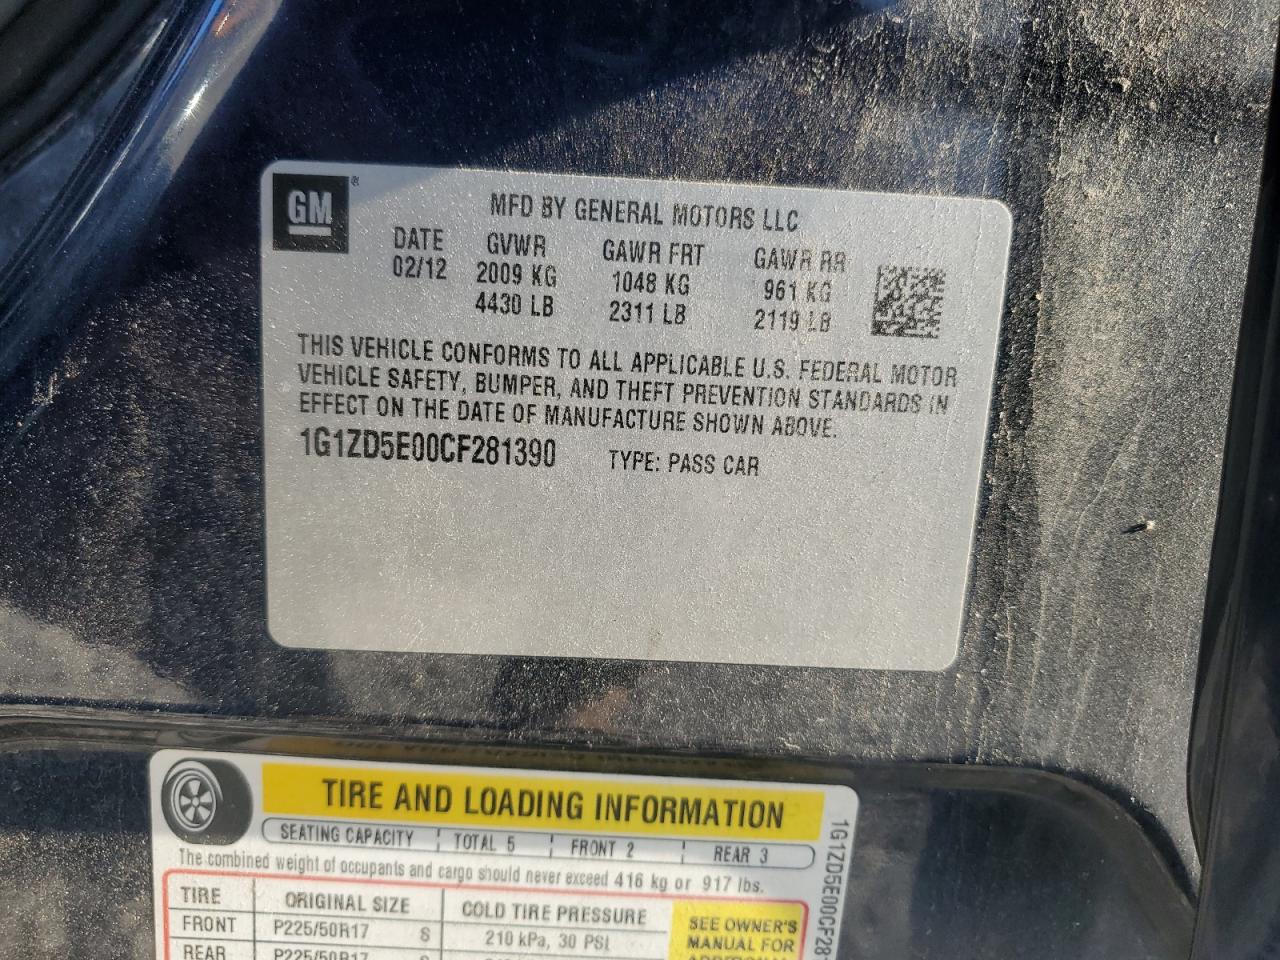 GM ®
MFD BY GENERAL MOTORS LLC
DATE GVWR GAWR FRT GAWR RR
02/12 2009 KG 1048 KG 961 KG
4430 LB 2311 LB 2119 LB
THIS VEHICLE CONFORMS TO ALL APPLICABLE U.S. FEDERAL MOTOR
VEHICLE SAFETY, BUMPER, AND THEFT PREVENTION STANDARDS IN
EFFECT ON THE DATE OF MANUFACTURE SHOWN ABOVE.
1G1ZD5E00CF281390 TYPE: PASS CAR
TIRE AND LOADING INFORMATION
SEATING CAPACITY TOTAL 5 FRONT 2 REAR 3
The combined weight of occupants and cargo should never exceed 416 kg or 917 lbs.
TIRE ORIGINAL SIZE COLD TIRE PRESSURE
SEE OWNER'S
FRONT P225/50R17 S 210 kPa, 30 PSI
MANUAL FOR
REAR P225/50R17 S
1G1ZD5E00CF28